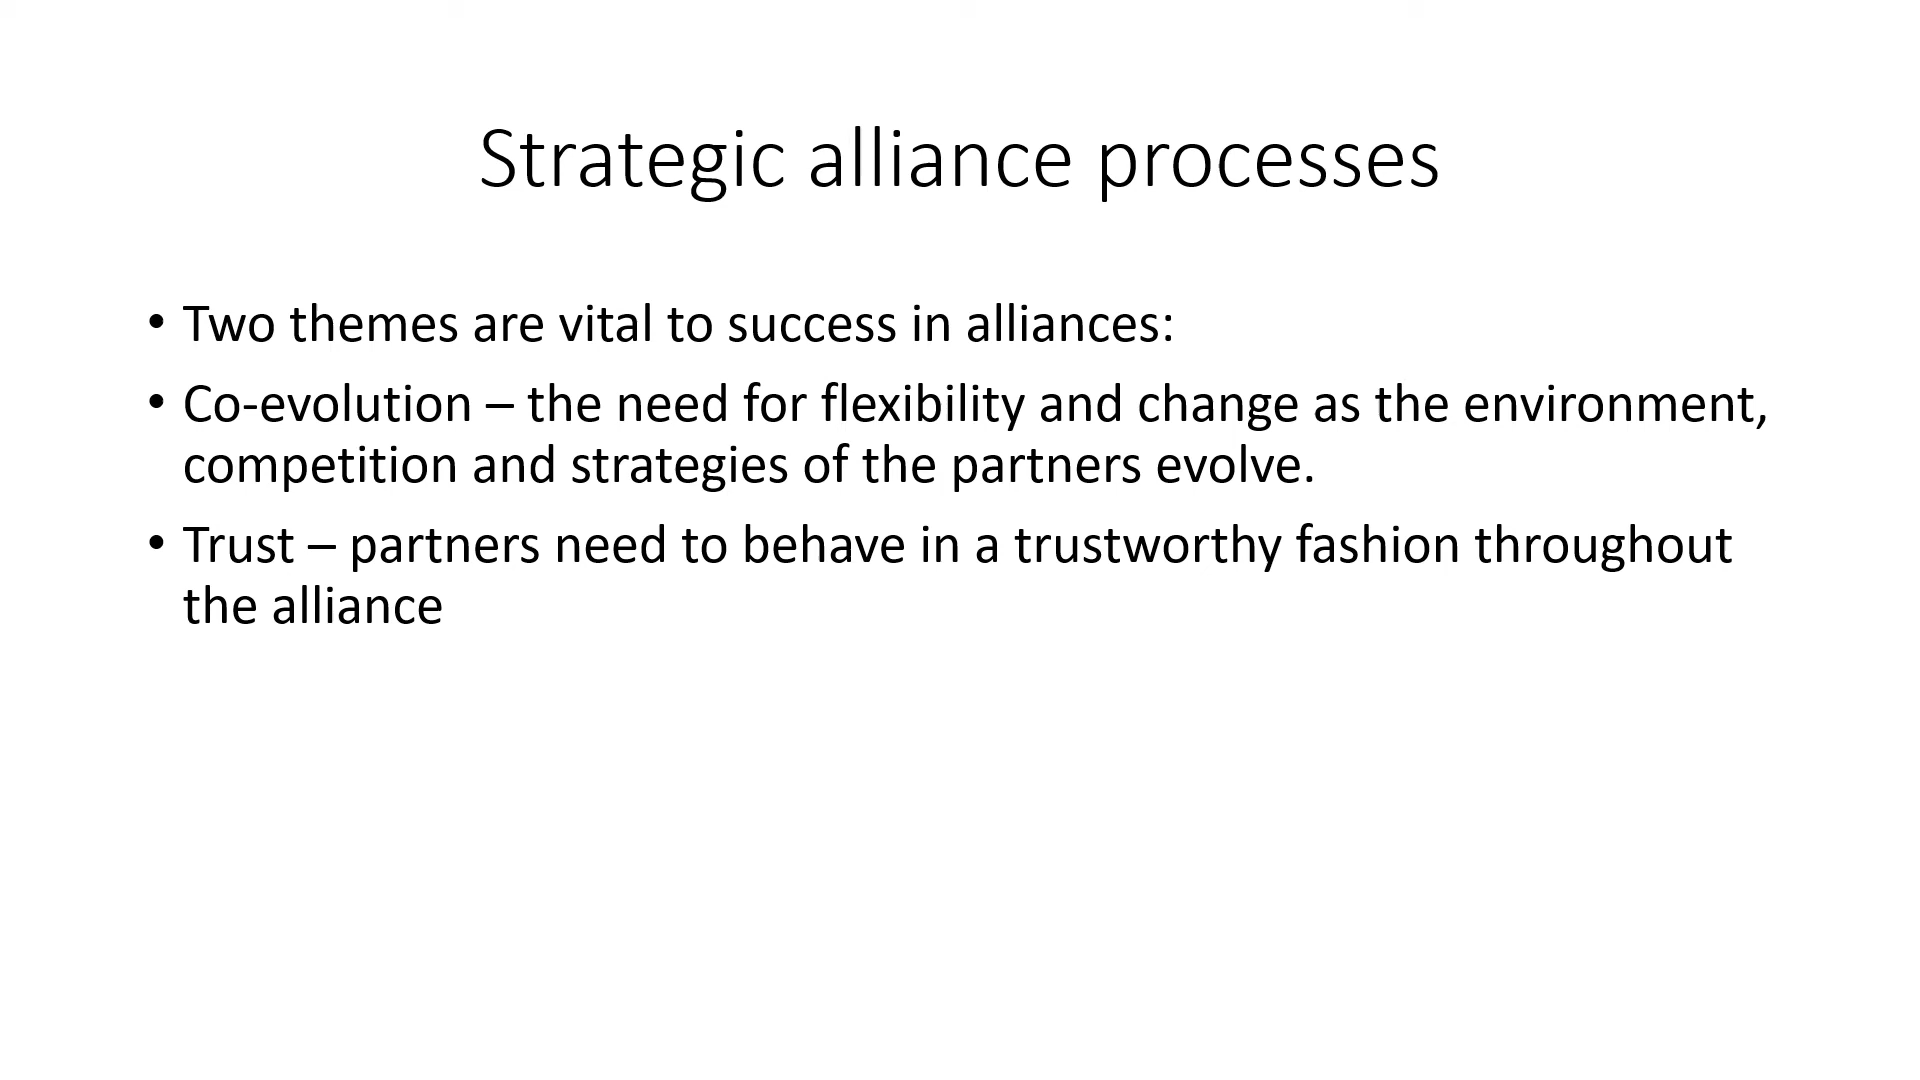 Strategic alliance processes
• Two themes are vital to success in alliances:
• Co-evolution – the need for flexibility and change as the environment,
competition and strategies of the partners evolve.
• Trust – partners need to behave in a trustworthy fashion throughout
the alliance